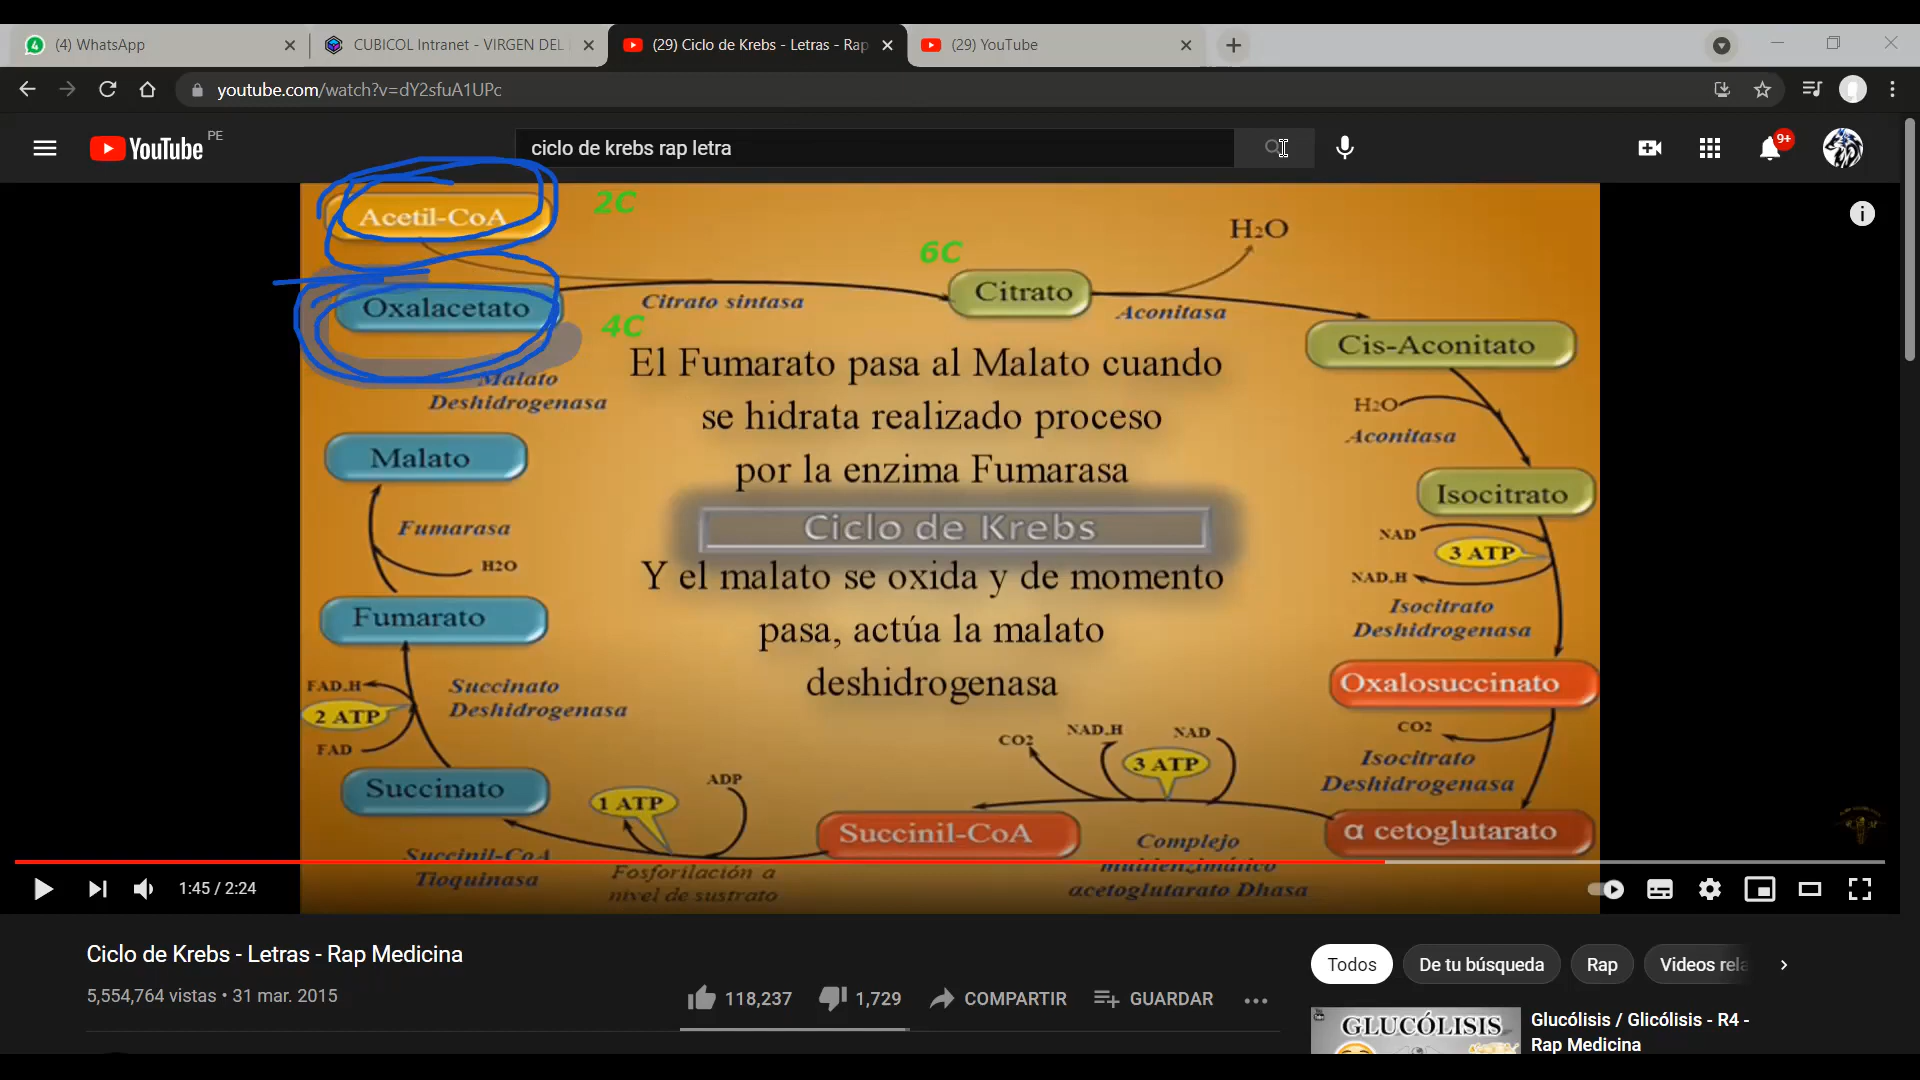 (4) WhatsApp
CUBICOL Intranet - VIRGEN DEL
(29) Ciclo de Krebs - Letras - Rap
(29) YouTube
youtube.com/watch?v=dY2sfuA1UPc
YouTube PE
ciclo de krebs rap letra
9+
Acetil-CoA
2C
H2O
6C
Citrato
Oxalacetato
Citrato sintasa
Aconitasa
4C
Cis-Aconitato
El Fumarato pasa al Malato cuando
se hidrata realizado proceso
por la enzima Fumarasa
Malato
Deshidrogenasa
H2O
Aconitasa
Malato
Isocitrato
Ciclo de Krebs
Fumarasa
H2O
NAD
3 ATP
NAD.H
Isocitrato
Deshidrogenasa
Y el malato se oxida y de momento
pasa, actúa la malato
deshidrogenasa
Fumarato
FAD.H
2 ATP
FAD
Succinato
Deshidrogenasa
Oxalosuccinato
CO2
Isocitrato
Deshidrogenasa
CO2
NAD.H
NAD
3 ATP
Succinato
1 ATP
ADP
Succinil-CoA
α cetoglutarato
Complejo
multienzimático
acetoglutarato Dhasa
Succinil-CoA
Tioquinasa
Fosforilación a
nivel de sustrato
1:45 / 2:24
Ciclo de Krebs - Letras - Rap Medicina
5,554,764 vistas • 31 mar. 2015
118,237
1,729
COMPARTIR
GUARDAR
Todos
De tu búsqueda
Rap
Videos rela
GLUCÓLISIS
Glucólisis / Glicólisis - R4 -
Rap Medicina